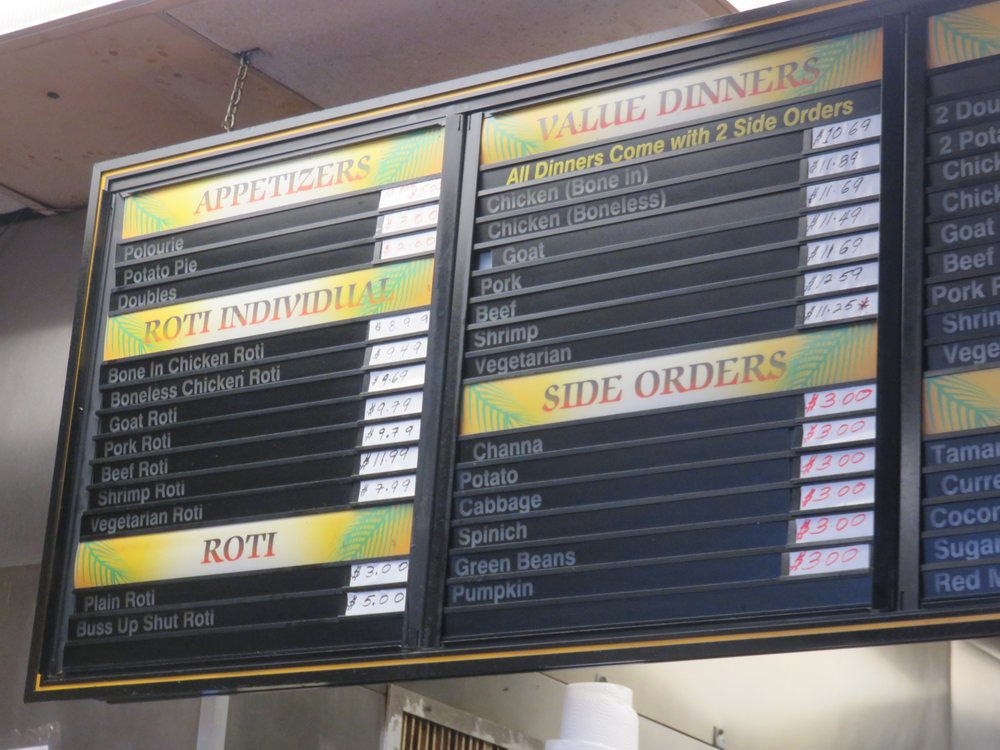 APPETIZERS
Polourie
Potato Pie $3.00
Doubles $2.00
ROTI INDIVIDUAL
Bone In Chicken Roti $8.99
Boneless Chicken Roti $9.49
Goat Roti $9.69
Pork Roti $9.79
Beef Roti $9.79
Shrimp Roti $11.99
Vegetarian Roti $7.99
ROTI
Plain Roti $3.00
Buss Up Shut Roti $5.00
VALUE DINNERS
All Dinners Come with 2 Side Orders
Chicken (Bone in) $10.69
Chicken (Boneless) $11.89
Goat $11.69
Pork $11.49
Beef $11.69
Shrimp $12.59
Vegetarian $11.25*
SIDE ORDERS
Channa $3.00
Potato $3.00
Cabbage $3.00
Spinich $3.00
Green Beans $3.00
Pumpkin $3.00
2 Dou
2 Pot
Chic
Chic
Goat
Beef
Pork R
Shrim
Vege
Tamar
Curre
Cocon
Sugar
Red M